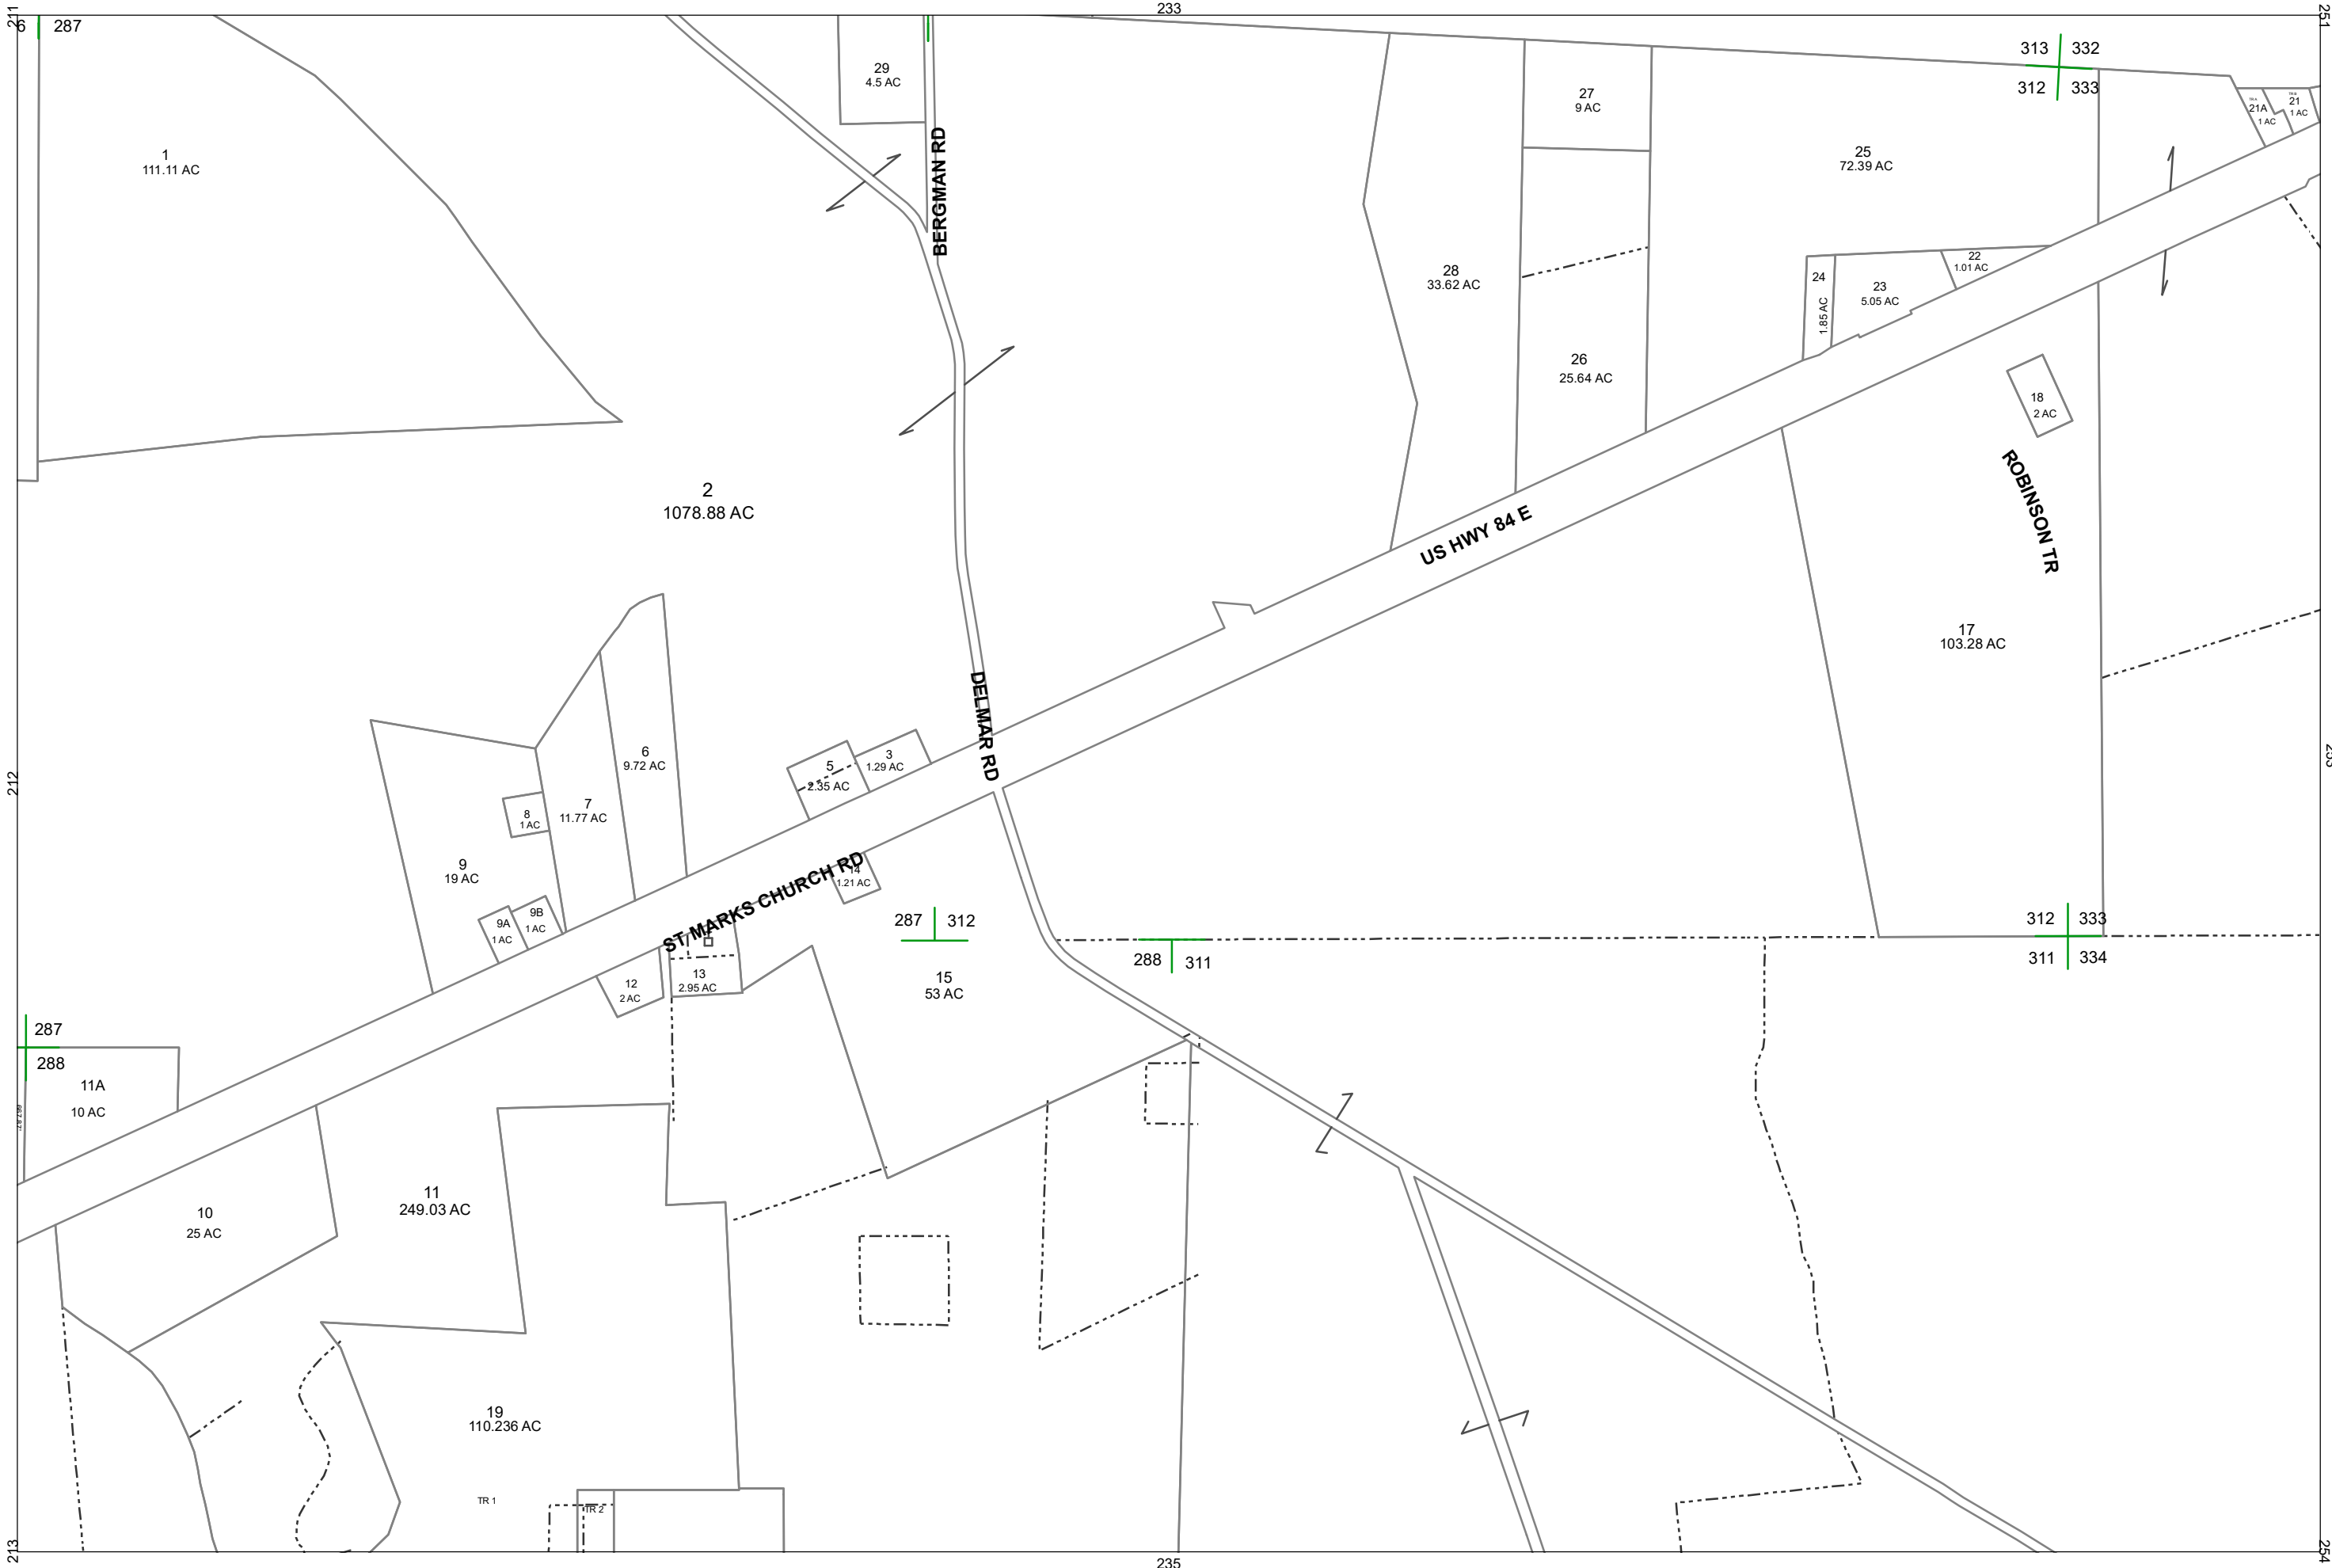 211
233
251
6 287
313 332
312 333
29
4.5 AC
27
9 AC
21A
1 AC
21
1 AC
1
111.11 AC
BERGMAN RD
25
72.39 AC
28
33.62 AC
24
1.85 AC
23
5.05 AC
22
1.01 AC
26
25.64 AC
18
2 AC
ROBINSON TR
2
1078.88 AC
US HWY 84 E
17
103.28 AC
DELMAR RD
6
9.72 AC
5
2.35 AC
3
1.29 AC
212
8
1 AC
7
11.77 AC
9
19 AC
14
1.21 AC
ST MARKS CHURCH RD
9A
1 AC
9B
1 AC
287 312
312 333
288 311
311 334
12
2 AC
13
2.95 AC
15
53 AC
287
288
11A
10 AC
10
25 AC
11
249.03 AC
19
110.236 AC
TR 1
TR 2
213
235
254